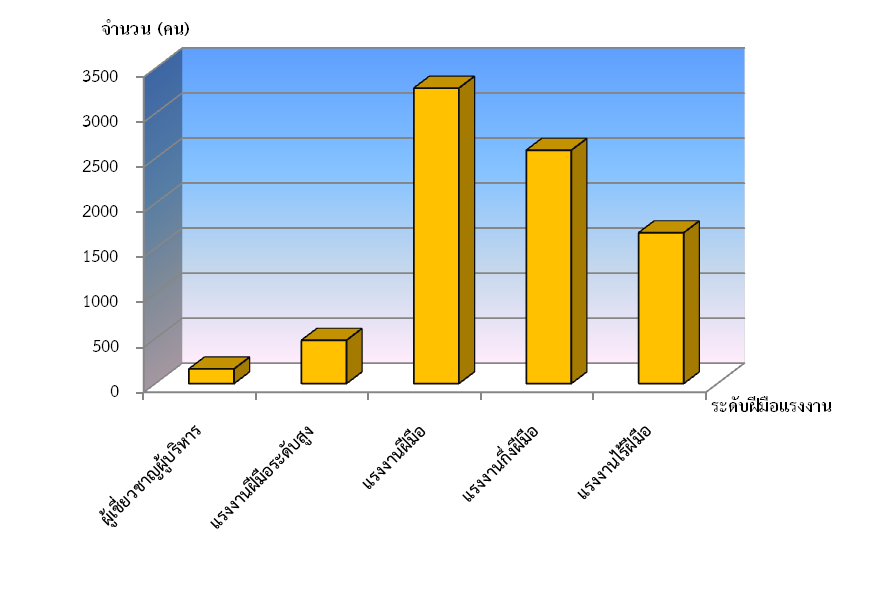 จำนวน (คน)
3500
3000
2500
2000
1500
1000
500
0
ระดับฝีมือแรงงาน
ผู้เชี่ยวชาญผู้บริหาร
แรงงานฝีมือระดับสูง
แรงงานฝีมือ
แรงงานกึ่งฝีมือ
แรงงานไร้ฝีมือ